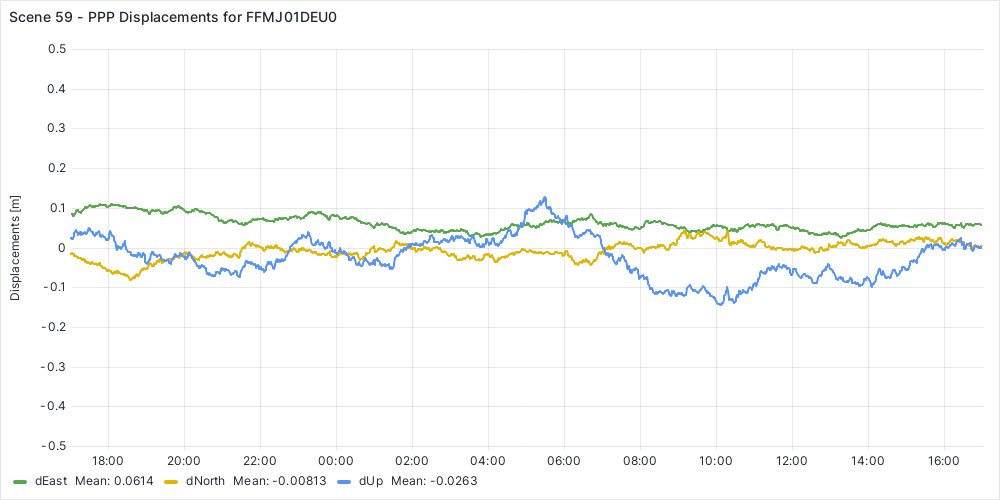 Scene 59 - PPP Displacements for FFMJ01DEU0
Displacements [m]
0.5
0.4
0.3
0.2
0.1
0
-0.1
-0.2
-0.3
-0.4
-0.5
18:00 20:00 22:00 00:00 02:00 04:00 06:00 08:00 10:00 12:00 14:00 16:00
dEast Mean: 0.0614 dNorth Mean: -0.00813 dUp Mean: -0.0263